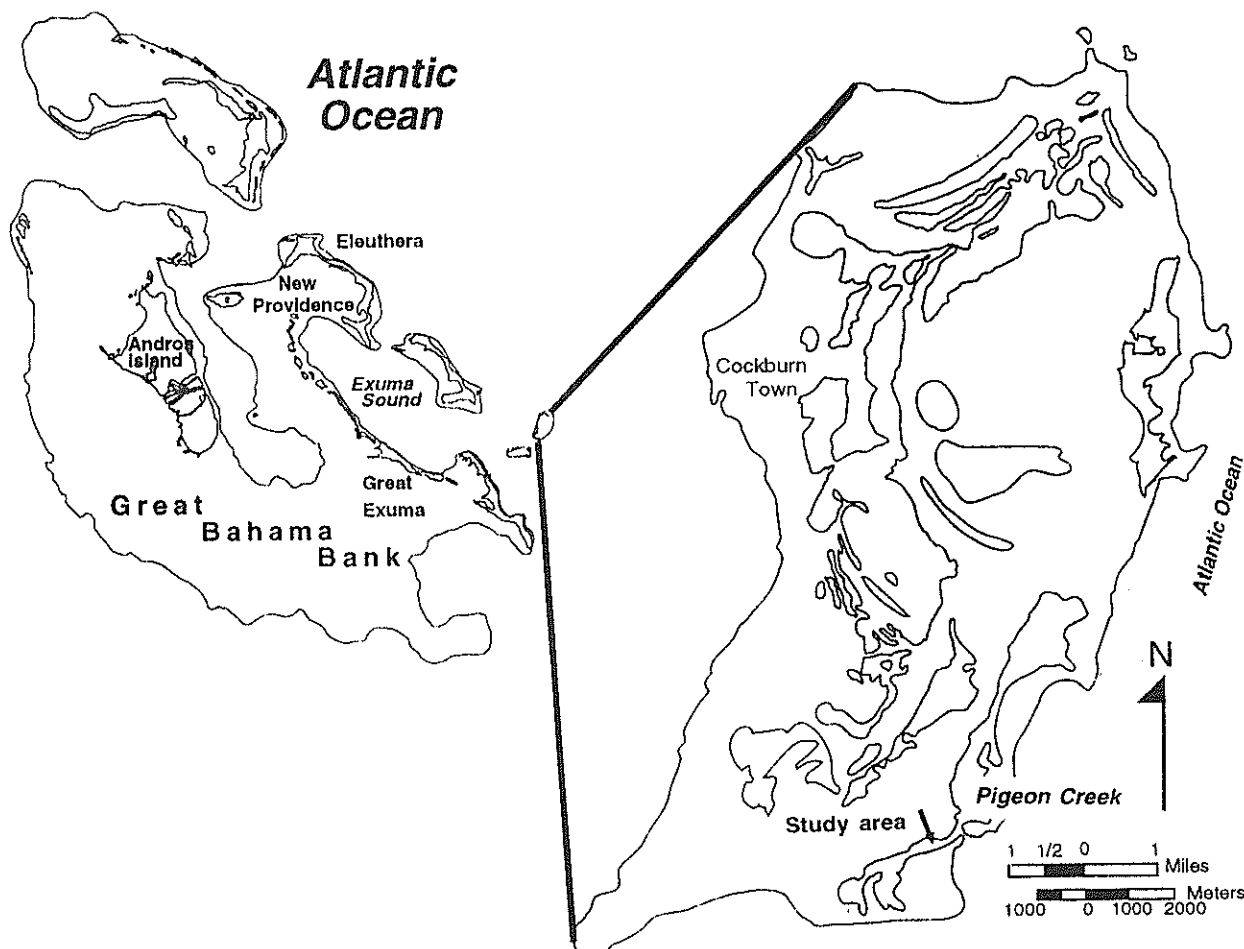 Atlantic
Ocean
Eleuthera
New
Providence
Andros
Island
Exuma
Sound
Great
Exuma
Great
Bahama
Bank
Cockburn
Town
Atlantic Ocean
N
Pigeon Creek
Study area
1 1/2 0 1
Miles
Meters
1000 0 1000 2000